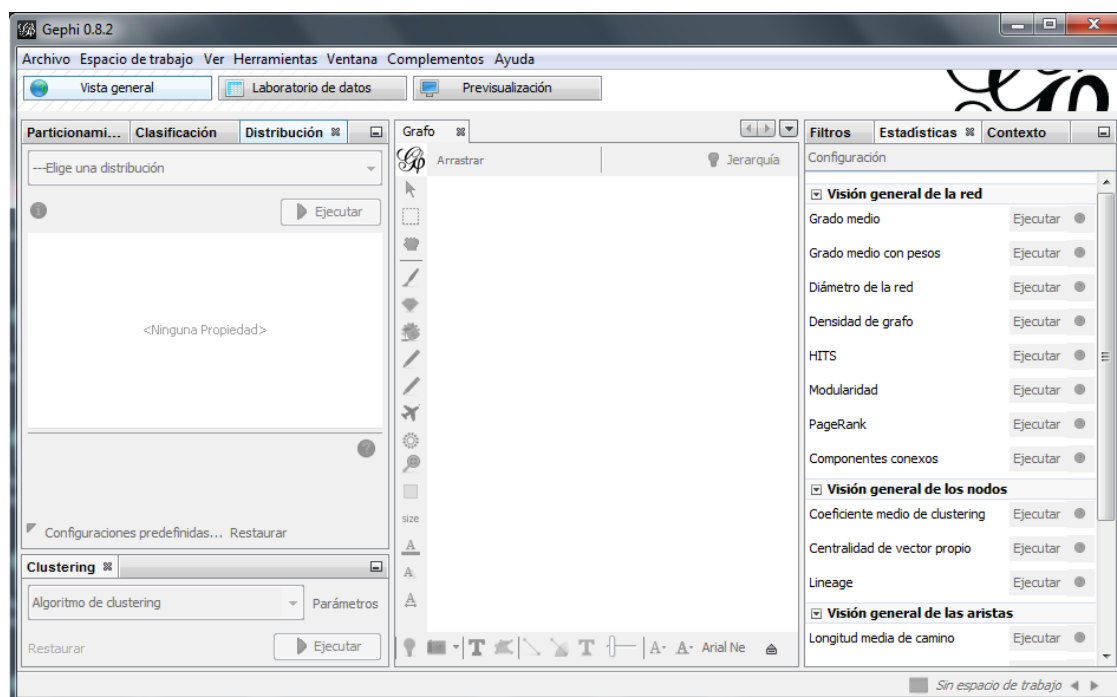 Gephi 0.8.2
Archivo Espacio de trabajo Ver Herramientas Ventana Complementos Ayuda
Vista general
Laboratorio de datos
Previsualización
Particionami... Clasificación Distribución
---Elige una distribución
Ejecutar
<Ninguna Propiedad>
Configuraciones predefinidas... Restaurar
Clustering
Algoritmo de clustering
Parámetros
Restaurar
Ejecutar
Grafo
Arrastrar
Jerarquía
size
A
A
A
T
T
A- A- Arial Ne
Filtros Estadísticas Contexto
Configuración
Visión general de la red
Grado medio Ejecutar
Grado medio con pesos Ejecutar
Diámetro de la red Ejecutar
Densidad de grafo Ejecutar
HITS Ejecutar
Modularidad Ejecutar
PageRank Ejecutar
Componentes conexos Ejecutar
Visión general de los nodos
Coeficiente medio de clustering Ejecutar
Centralidad de vector propio Ejecutar
Lineage Ejecutar
Visión general de las aristas
Longitud media de camino Ejecutar
Sin espacio de trabajo